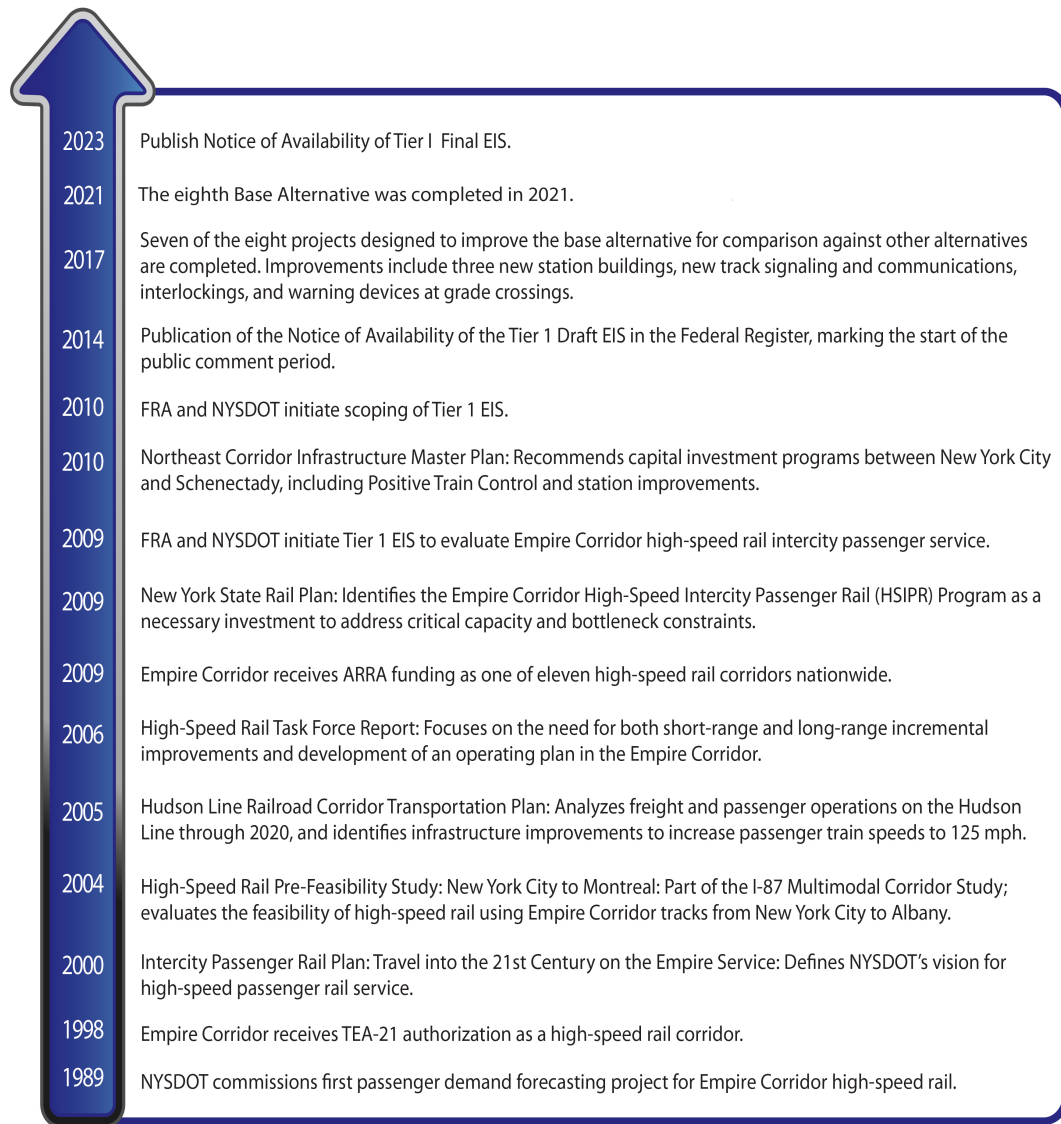 2023
Publish Notice of Availability of Tier I Final EIS.
2021
The eighth Base Alternative was completed in 2021.
2017
Seven of the eight projects designed to improve the base alternative for comparison against other alternatives
are completed. Improvements include three new station buildings, new track signaling and communications,
interlockings, and warning devices at grade crossings.
2014
Publication of the Notice of Availability of the Tier 1 Draft EIS in the Federal Register, marking the start of the
public comment period.
2010
FRA and NYSDOT initiate scoping of Tier 1 EIS.
2010
Northeast Corridor Infrastructure Master Plan: Recommends capital investment programs between New York City
and Schenectady, including Positive Train Control and station improvements.
2009
FRA and NYSDOT initiate Tier 1 EIS to evaluate Empire Corridor high-speed rail intercity passenger service.
2009
New York State Rail Plan: Identifies the Empire Corridor High-Speed Intercity Passenger Rail (HSIPR) Program as a
necessary investment to address critical capacity and bottleneck constraints.
2009
Empire Corridor receives ARRA funding as one of eleven high-speed rail corridors nationwide.
2006
High-Speed Rail Task Force Report: Focuses on the need for both short-range and long-range incremental
improvements and development of an operating plan in the Empire Corridor.
2005
Hudson Line Railroad Corridor Transportation Plan: Analyzes freight and passenger operations on the Hudson
Line through 2020, and identifies infrastructure improvements to increase passenger train speeds to 125 mph.
2004
High-Speed Rail Pre-Feasibility Study: New York City to Montreal: Part of the I-87 Multimodal Corridor Study;
evaluates the feasibility of high-speed rail using Empire Corridor tracks from New York City to Albany.
2000
Intercity Passenger Rail Plan: Travel into the 21st Century on the Empire Service: Defines NYSDOT's vision for
high-speed passenger rail service.
1998
Empire Corridor receives TEA-21 authorization as a high-speed rail corridor.
1989
NYSDOT commissions first passenger demand forecasting project for Empire Corridor high-speed rail.